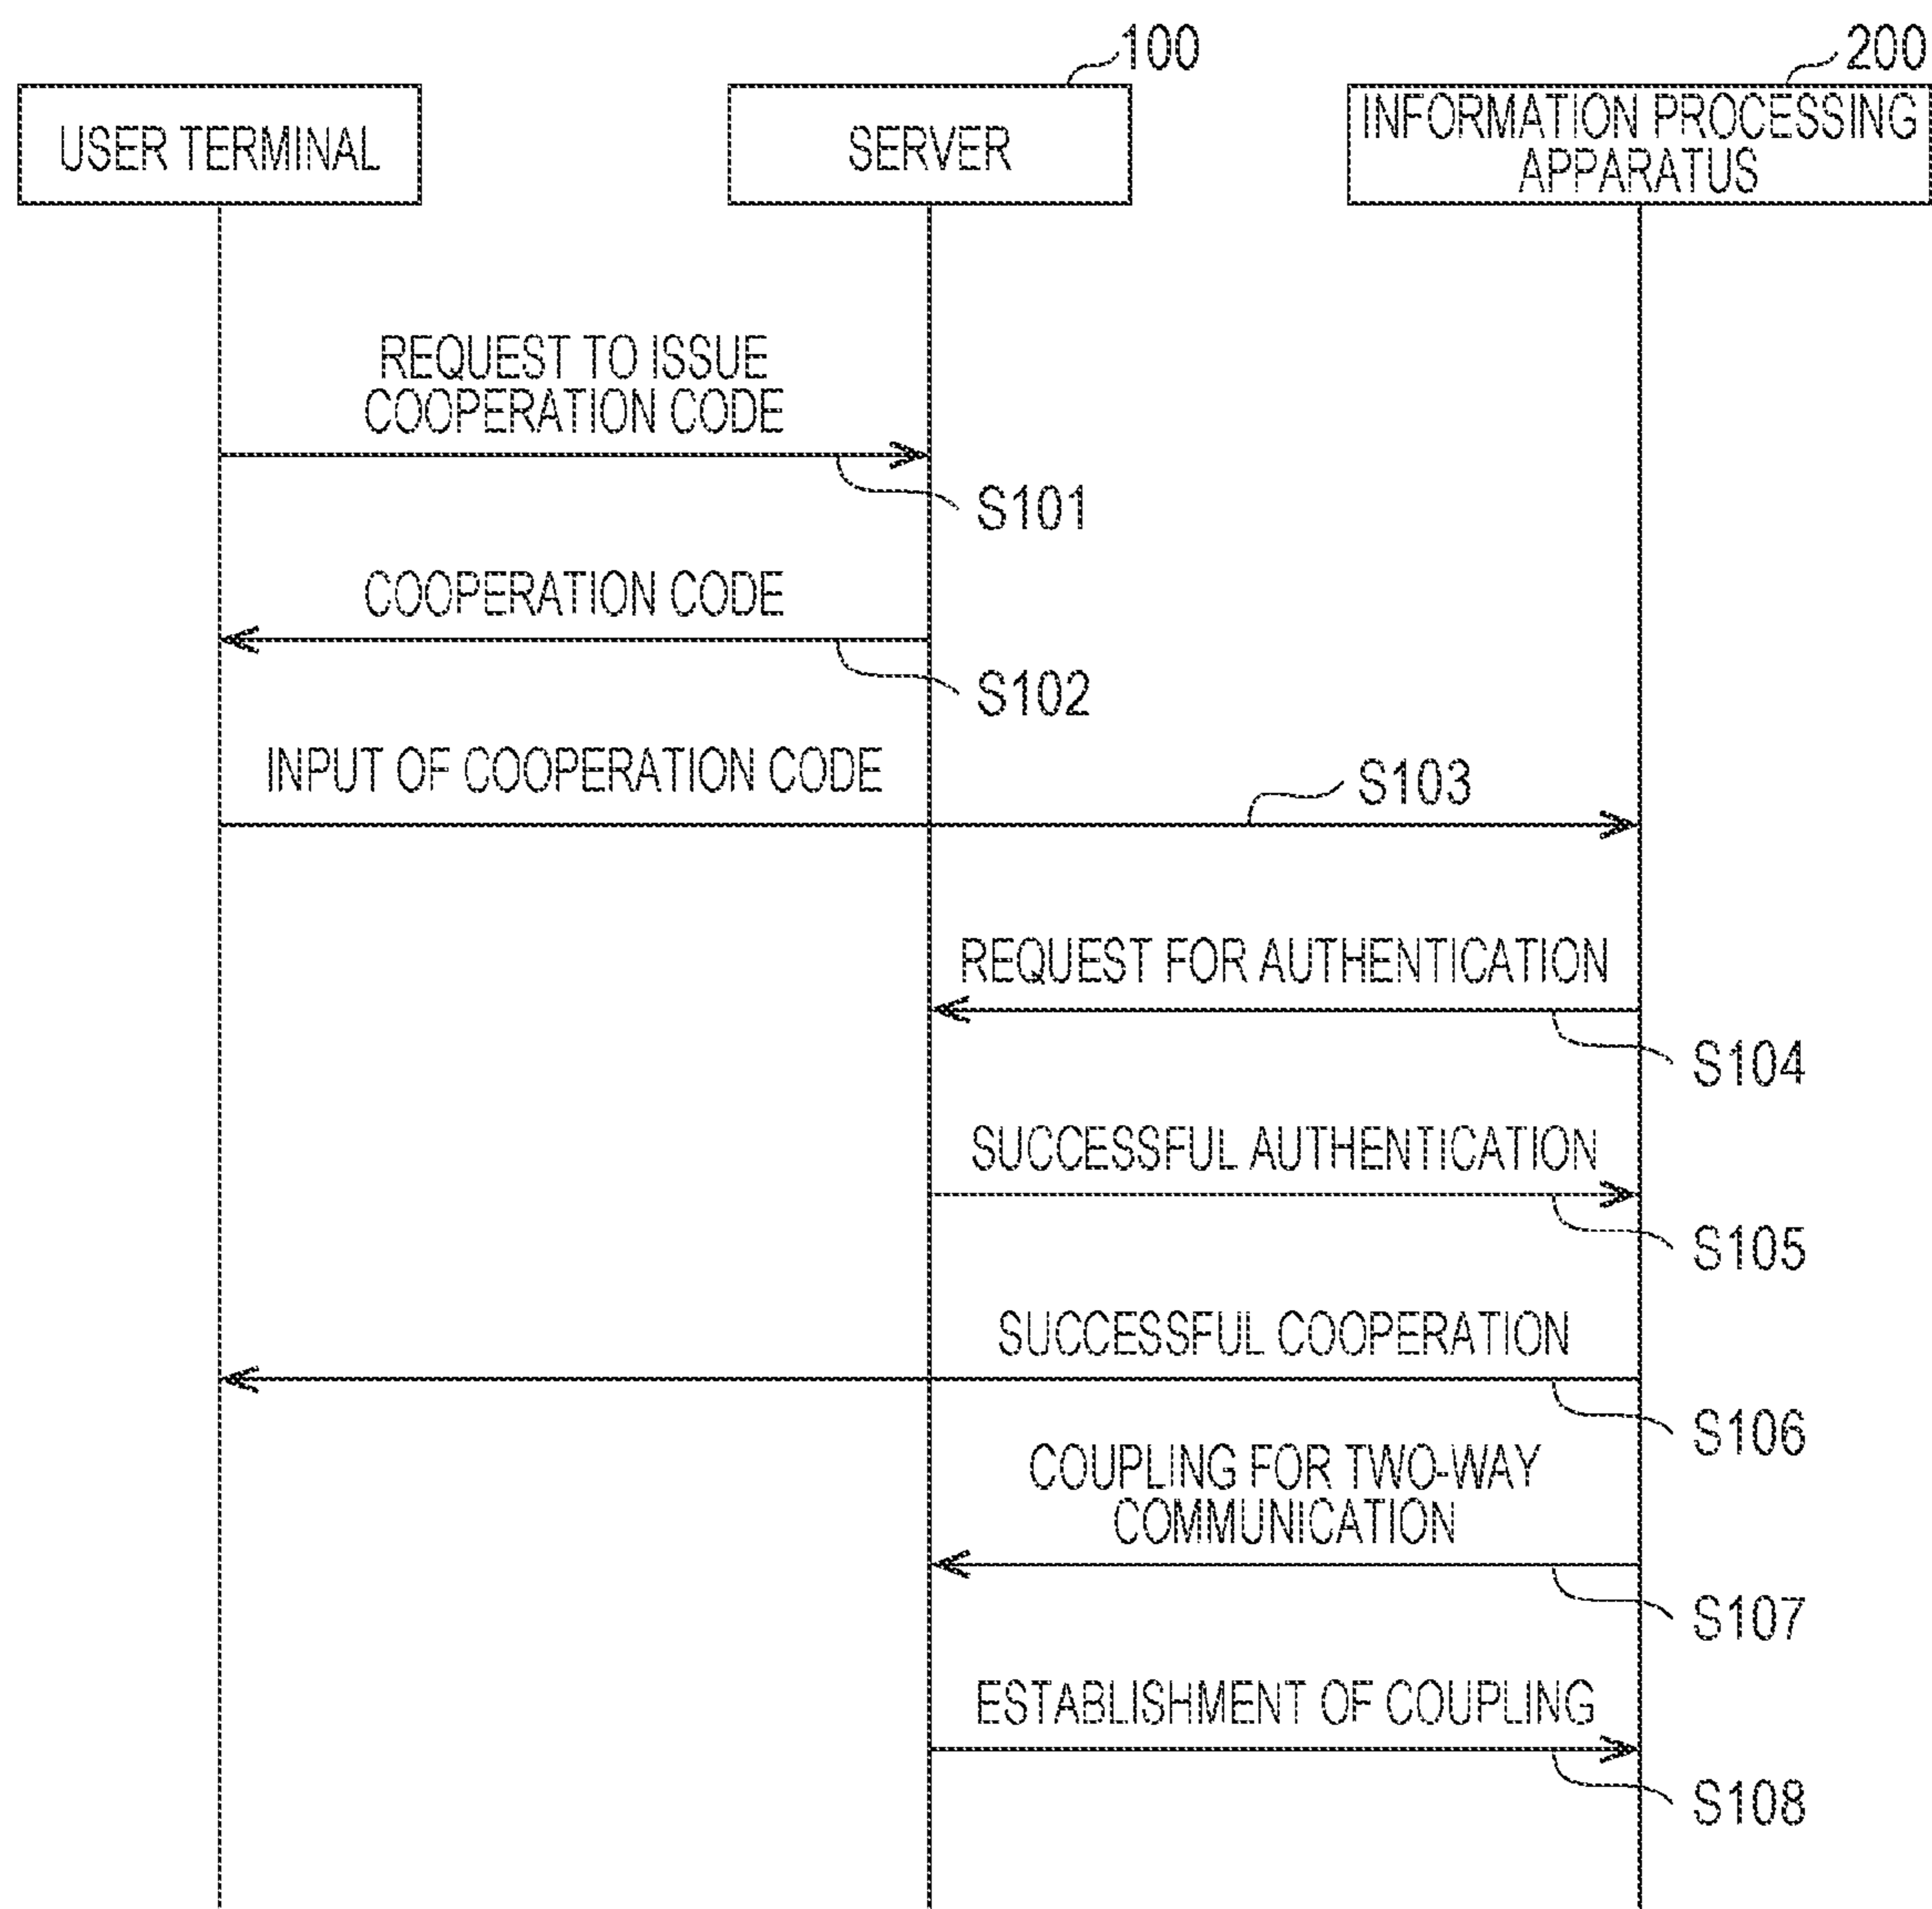 100
200
USER TERMINAL
SERVER
INFORMATION PROCESSING
APPARATUS
REQUEST TO ISSUE
COOPERATION CODE
S101
COOPERATION CODE
S102
INPUT OF COOPERATION CODE
S103
REQUEST FOR AUTHENTICATION
S104
SUCCESSFUL AUTHENTICATION
S105
SUCCESSFUL COOPERATION
S106
COUPLING FOR TWO-WAY
COMMUNICATION
S107
ESTABLISHMENT OF COUPLING
S108